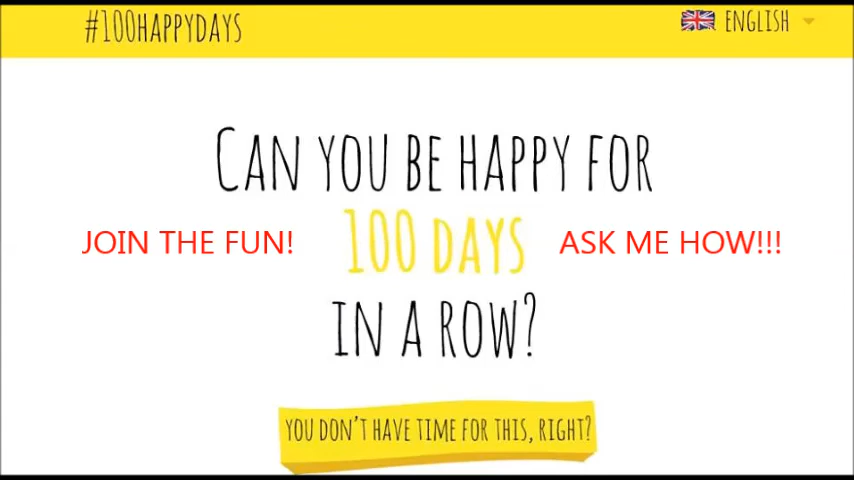 #100HAPPYDAYS
ENGLISH
CAN YOU BE HAPPY FOR
JOIN THE FUN! 100 DAYS ASK ME HOW!!!
IN A ROW?
YOU DON'T HAVE TIME FOR THIS, RIGHT?